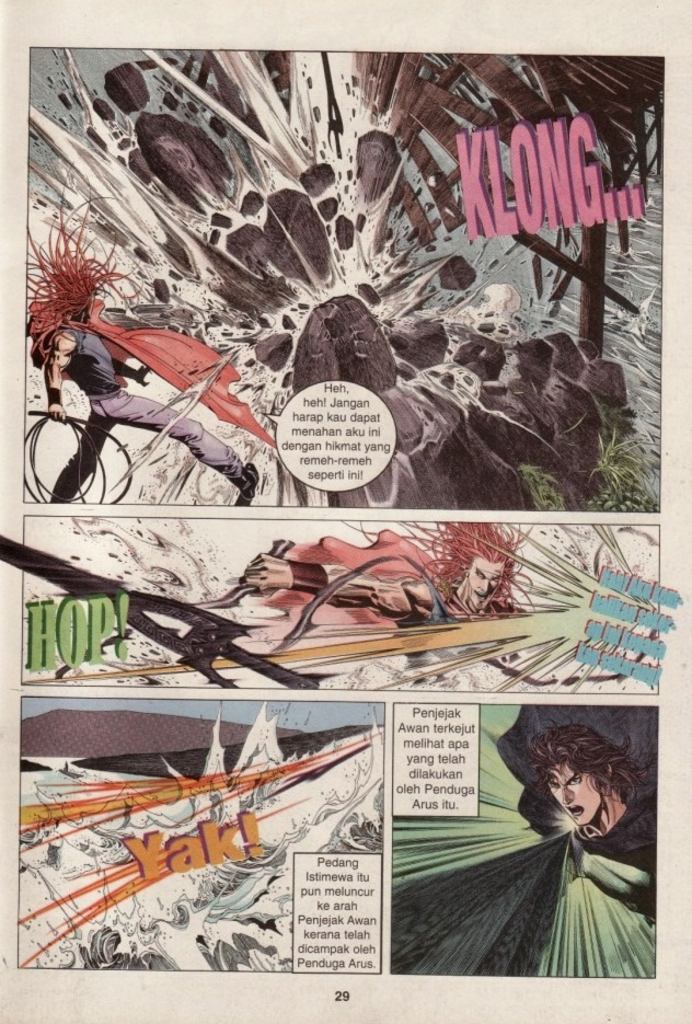 KLONG....
Heh,
heh! Jangan
harap kau dapat
menahan aku ini
dengan hikmat yang
remeh-remeh
seperti ini!
HOP!
Yak!
Pedang
Istimewa itu
pun meluncur
ke arah
Penjejak Awan
kerana telah
dicampak oleh
Penduga Arus.
Penjejak
Awan terkejut
melihat apa
yang telah
dilakukan
oleh Penduga
Arus itu.
29